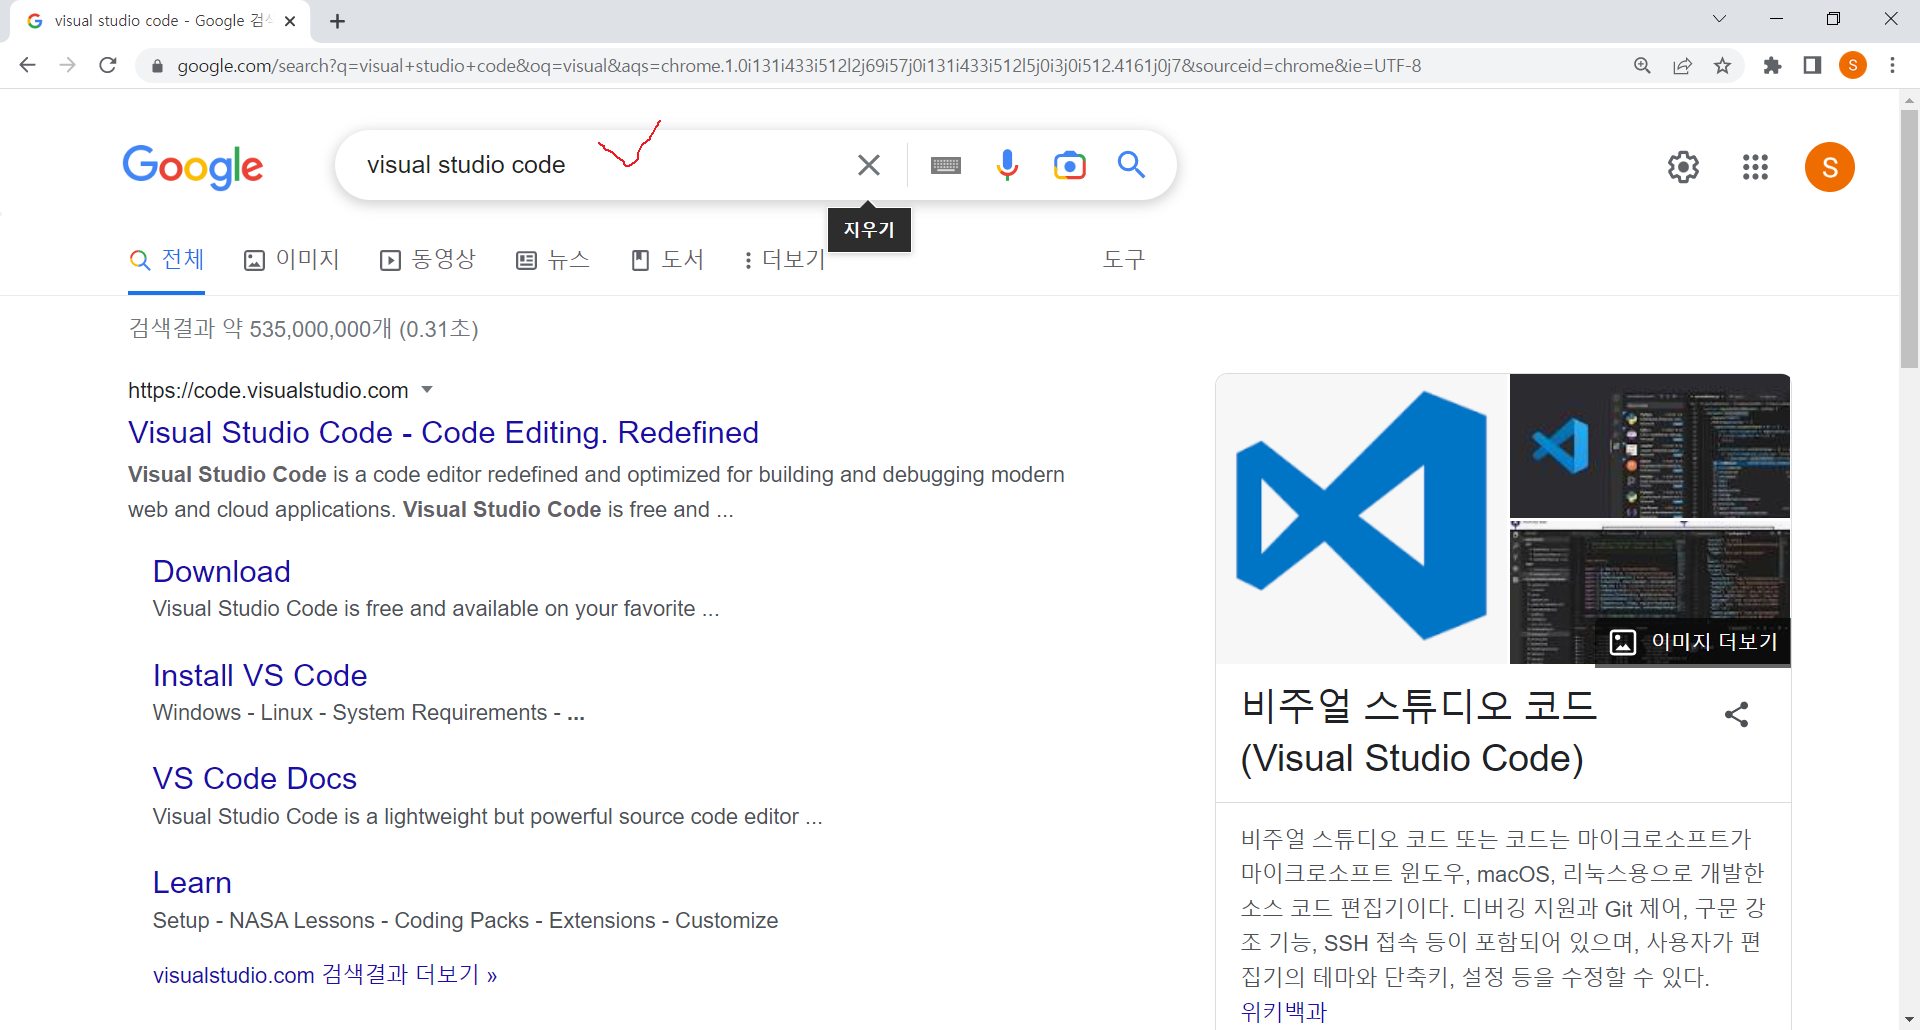 visual studio code - Google 검색
google.com/search?q=visual+studio+code&oq=visual&aqs=chrome.1.0i131i433i512l2j69i57j0i131i433i512l5j0i3j0i512.4161j0j7&sourceid=chrome&ie=UTF-8
S
Google
visual studio code
S
지우기
전체 이미지 동영상 뉴스 도서 더보기 도구
검색결과 약 535,000,000개 (0.31초)
https://code.visualstudio.com
Visual Studio Code - Code Editing. Redefined
Visual Studio Code is a code editor redefined and optimized for building and debugging modern
web and cloud applications. Visual Studio Code is free and ...
Download
Visual Studio Code is free and available on your favorite ...
Install VS Code
Windows - Linux - System Requirements - ...
VS Code Docs
Visual Studio Code is a lightweight but powerful source code editor ...
Learn
Setup - NASA Lessons - Coding Packs - Extensions - Customize
visualstudio.com 검색결과 더보기 »
이미지 더보기
비주얼 스튜디오 코드
(Visual Studio Code)
비주얼 스튜디오 코드 또는 코드는 마이크로소프트가
마이크로소프트 윈도우, macOS, 리눅스용으로 개발한
소스 코드 편집기이다. 디버깅 지원과 Git 제어, 구문 강
조 기능, SSH 접속 등이 포함되어 있으며, 사용자가 편
집기의 테마와 단축키, 설정 등을 수정할 수 있다.
위키백과